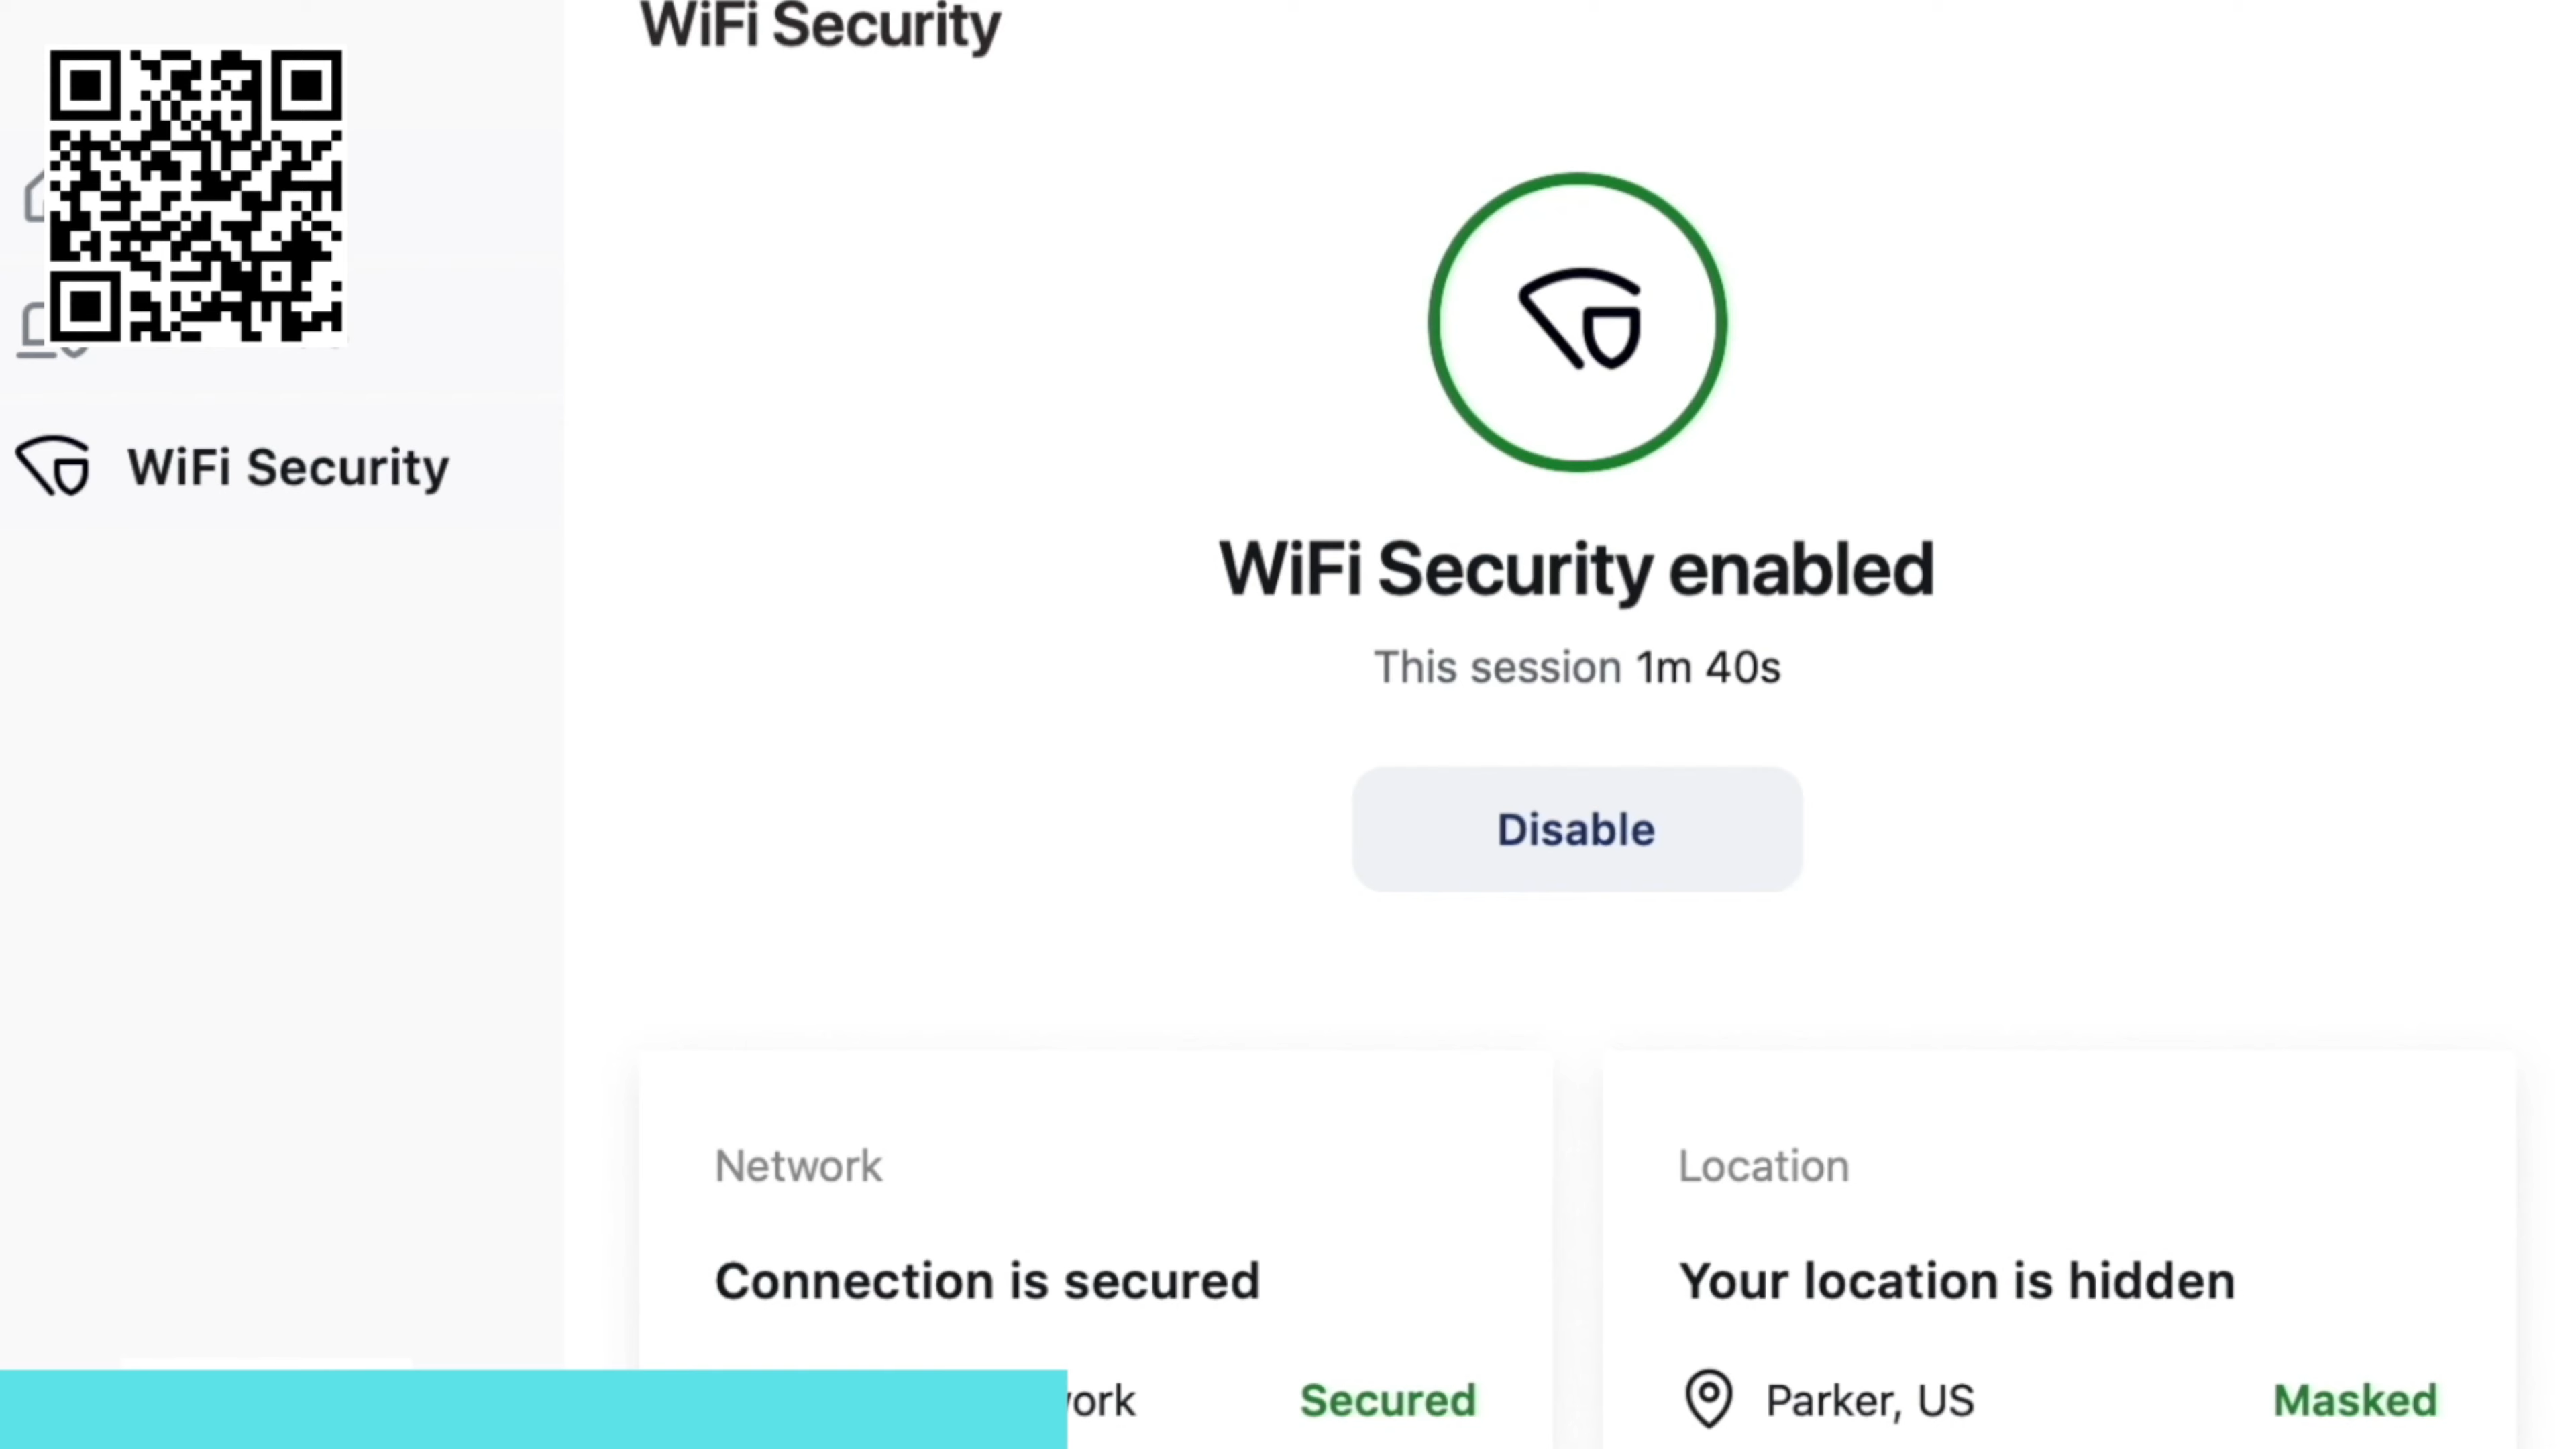 WiFi Security
WiFi Security
WiFi Security enabled
This session 1m 40s
Disable
Network
Connection is secured
Secured
Location
Your location is hidden
Parker, US
Masked